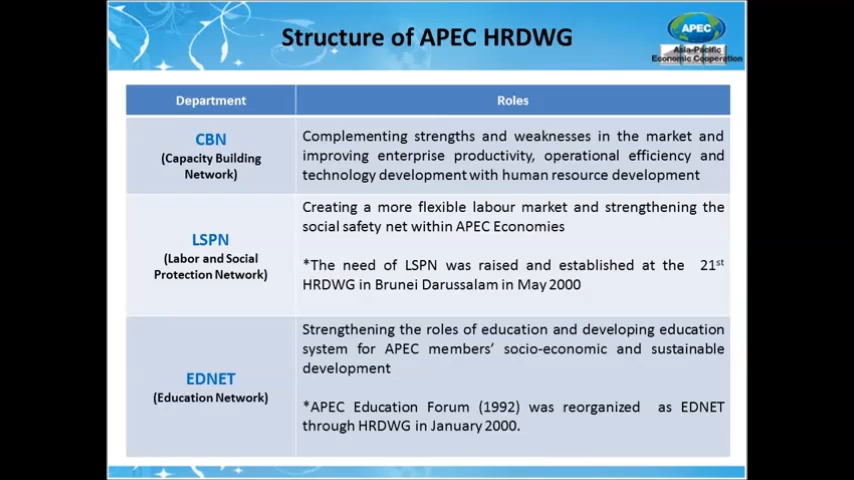 Structure of APEC HRDWG
APEC
Asia-Pacific
Economic Cooperation
Department
Roles
CBN
(Capacity Building
Network)
Complementing strengths and weaknesses in the market and
improving enterprise productivity, operational efficiency and
technology development with human resource development
LSPN
(Labor and Social
Protection Network)
Creating a more flexible labour market and strengthening the
social safety net within APEC Economies
*The need of LSPN was raised and established at the 21st
HRDWG in Brunei Darussalam in May 2000
EDNET
(Education Network)
Strengthening the roles of education and developing education
system for APEC members’ socio-economic and sustainable
development
*APEC Education Forum (1992) was reorganized as EDNET
through HRDWG in January 2000.